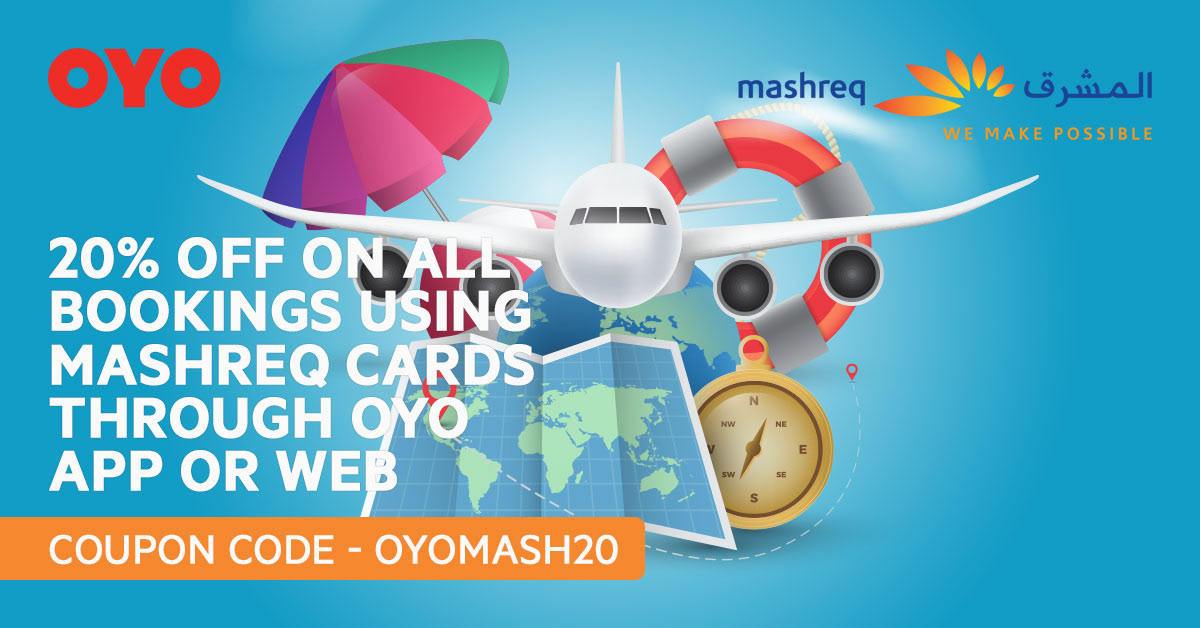 OYO
mashreq المشرق
WE MAKE POSSIBLE
20% OFF ON ALL
BOOKINGS USING
MASHREQ CARDS
THROUGH OYO
APP OR WEB
COUPON CODE - OYOMASH20
N
NW NE
W E
SW SE
S